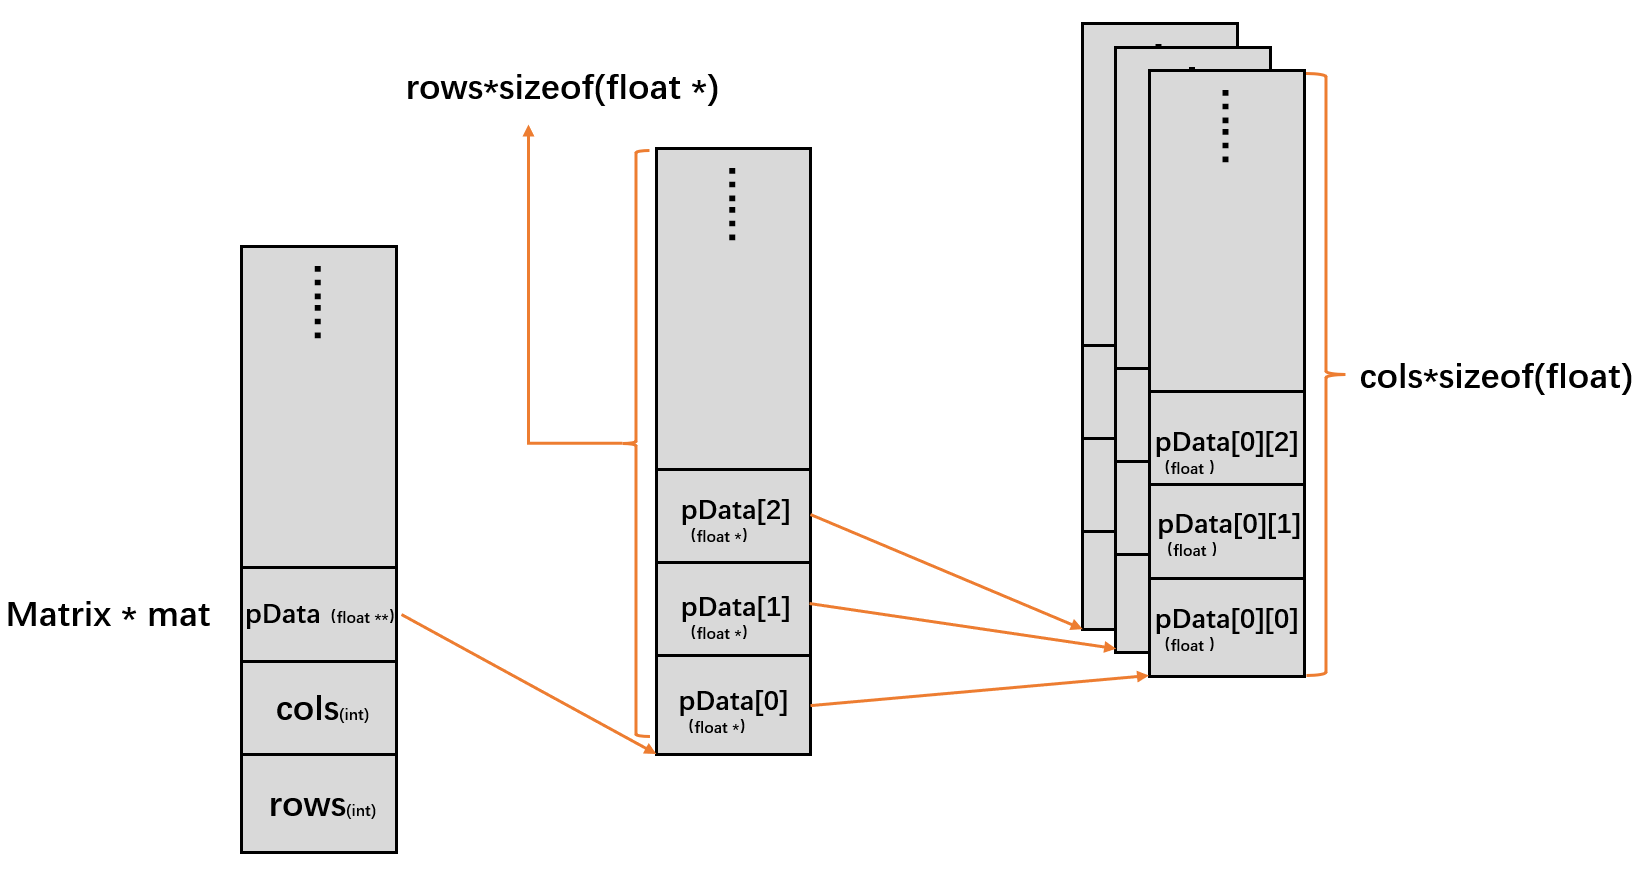 rows*sizeof(float *)
Matrix * mat
pData (float **)
cols(int)
rows(int)
pData[2]
(float *)
pData[1]
(float *)
pData[0]
(float *)
pData[0][2]
(float )
pData[0][1]
(float )
pData[0][0]
(float )
cols*sizeof(float)